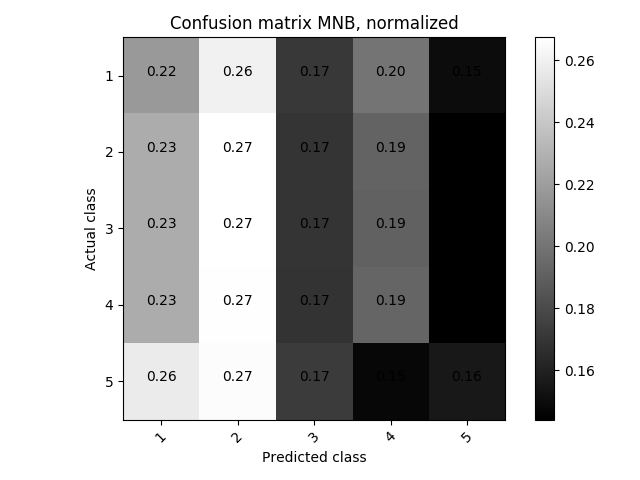 Confusion matrix MNB, normalized
1 0.22 0.26 0.17 0.20 0.15 0.26
2 0.23 0.27 0.17 0.19 0.24
3 0.23 0.27 0.17 0.19 0.22
4 0.23 0.27 0.17 0.19 0.20
5 0.26 0.27 0.17 0.15 0.16 0.18
0.16
Actual class
1 2 3 4 5
Predicted class